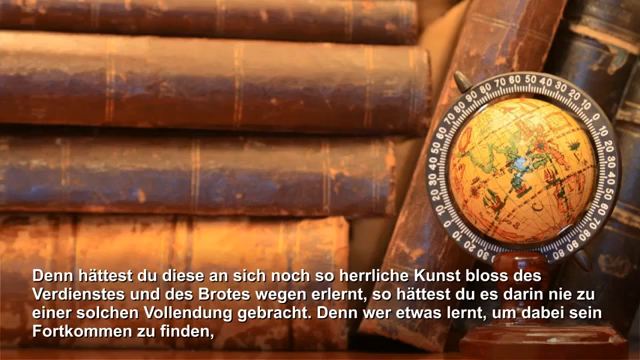 Denn hättest du diese an sich noch so herrliche Kunst bloss des
Verdienstes und des Brotes wegen erlernt, so hättest du es darin nie zu
einer solchen Vollendung gebracht. Denn wer etwas lernt, um dabei sein
Fortkommen zu finden,